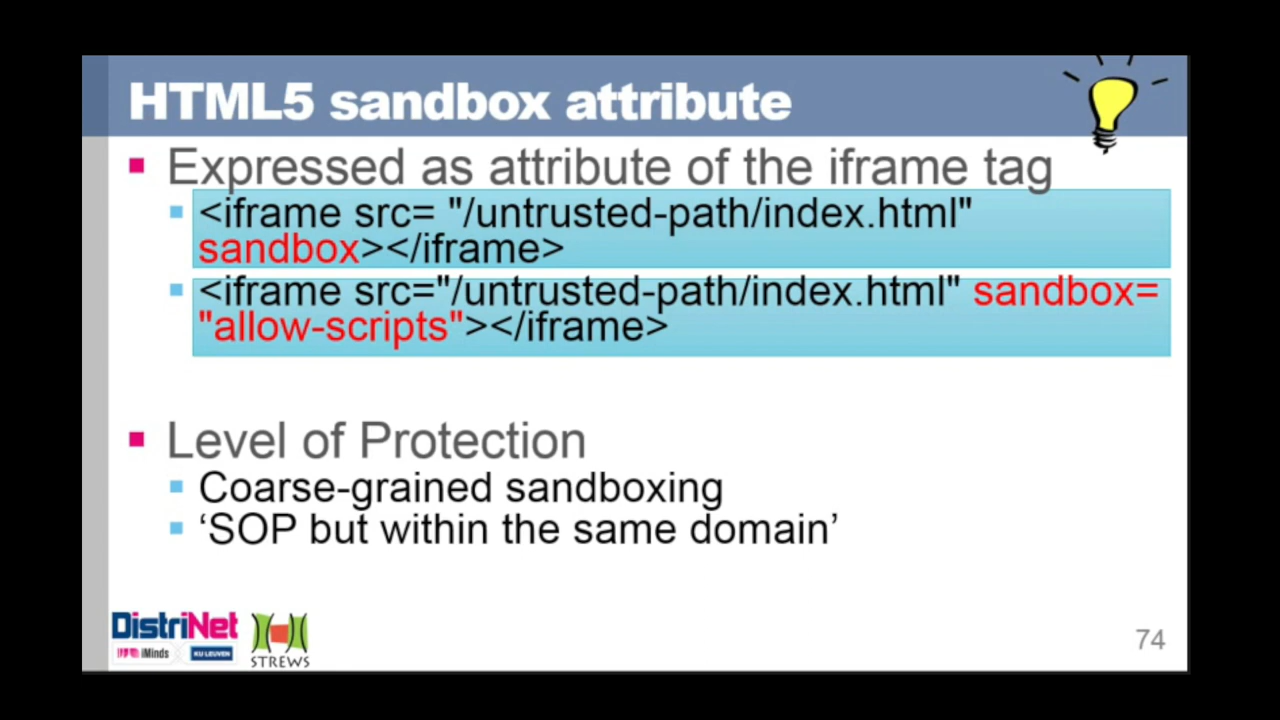 HTML5 sandbox attribute
Expressed as attribute of the iframe tag
<iframe src= "/untrusted-path/index.html"
sandbox></iframe>
<iframe src="/untrusted-path/index.html" sandbox=
"allow-scripts"></iframe>
Level of Protection
Coarse-grained sandboxing
‘SOP but within the same domain’
DistriNet
iMinds
KU LEUVEN
STREWS
74